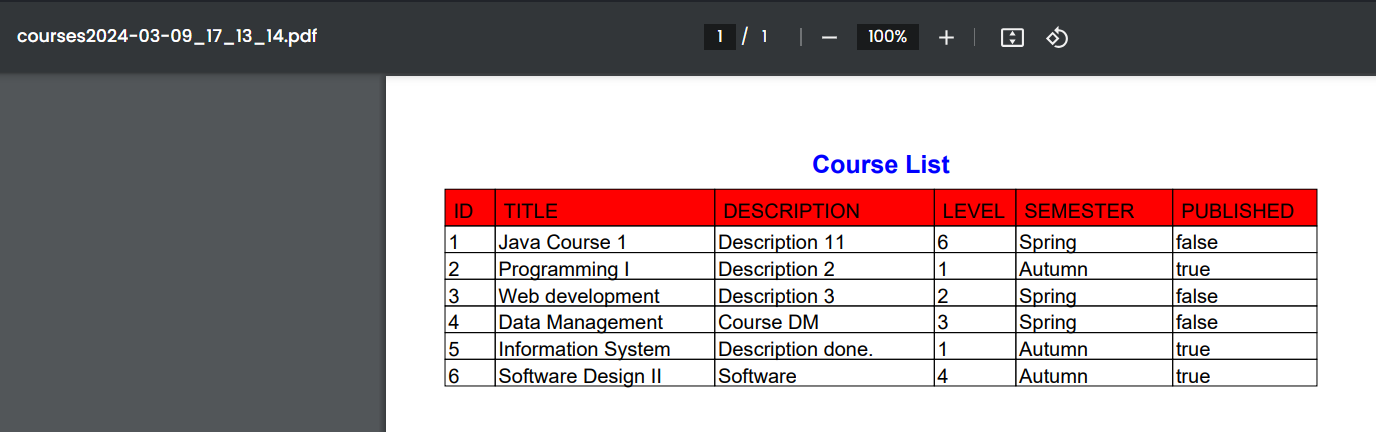 courses2024-03-09_17_13_14.pdf 1 / 1 100%
Course List
ID TITLE DESCRIPTION LEVEL SEMESTER PUBLISHED
1 Java Course 1 Description 11 6 Spring false
2 Programming I Description 2 1 Autumn true
3 Web development Description 3 2 Spring false
4 Data Management Course DM 3 Spring false
5 Information System Description done. 1 Autumn true
6 Software Design II Software 4 Autumn true